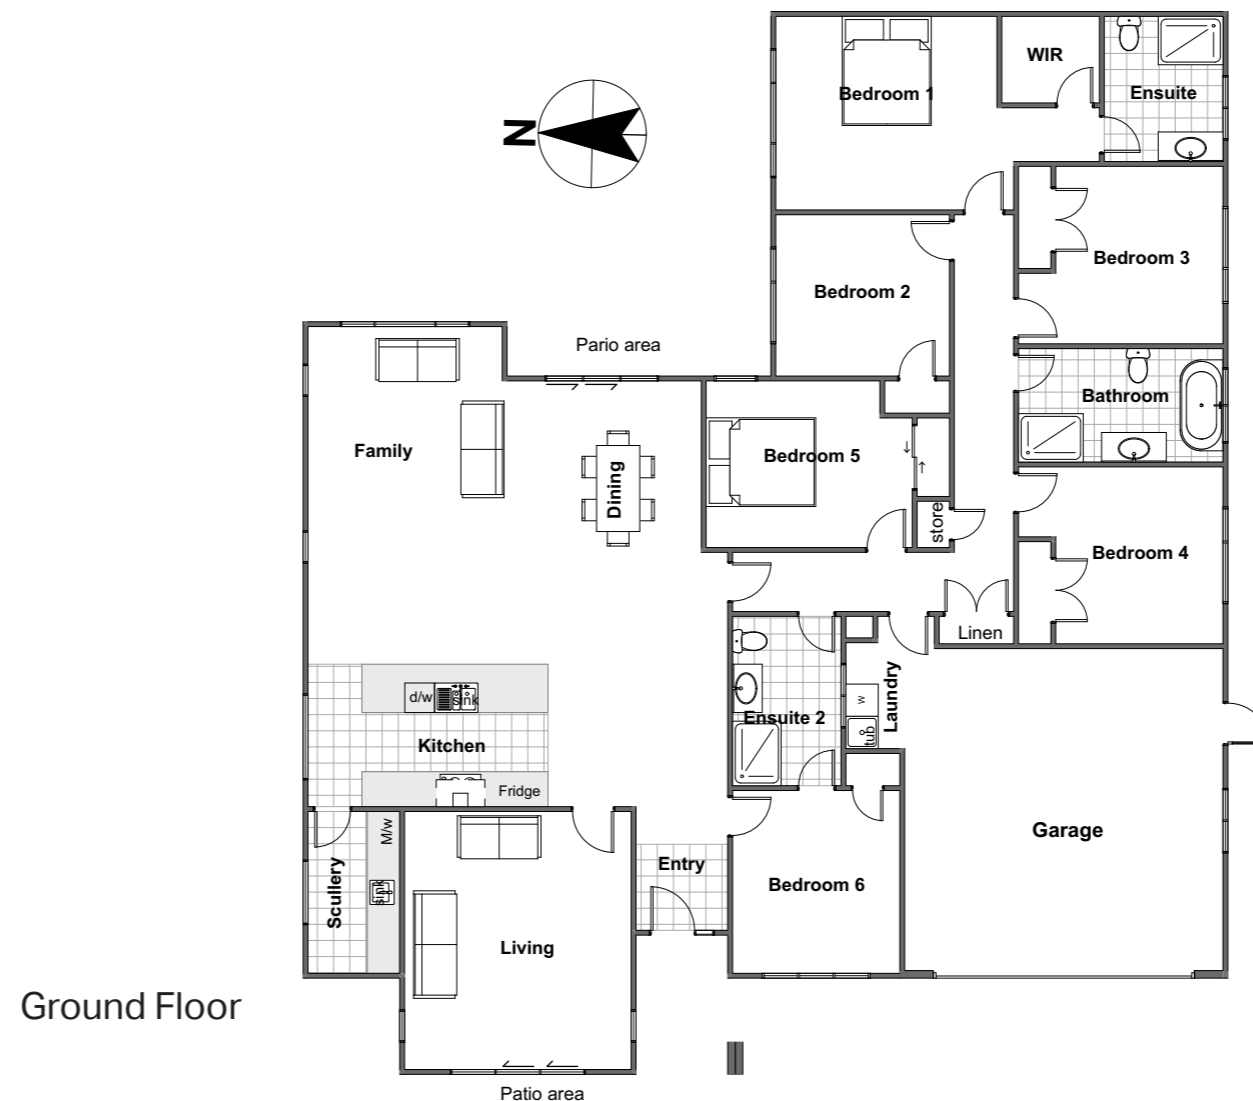 WIR
Bedroom 1
Ensuite
N
Bedroom 3
Bedroom 2
Pario area
Bathroom
Family
Bedroom 5
Dining
store
Bedroom 4
Linen
d/w
sink
w
Laundry
Ensuite 2
tub
Kitchen
Fridge
M/w
Garage
Entry
Bedroom 6
sink
Scullery
Living
Ground Floor
Patio area